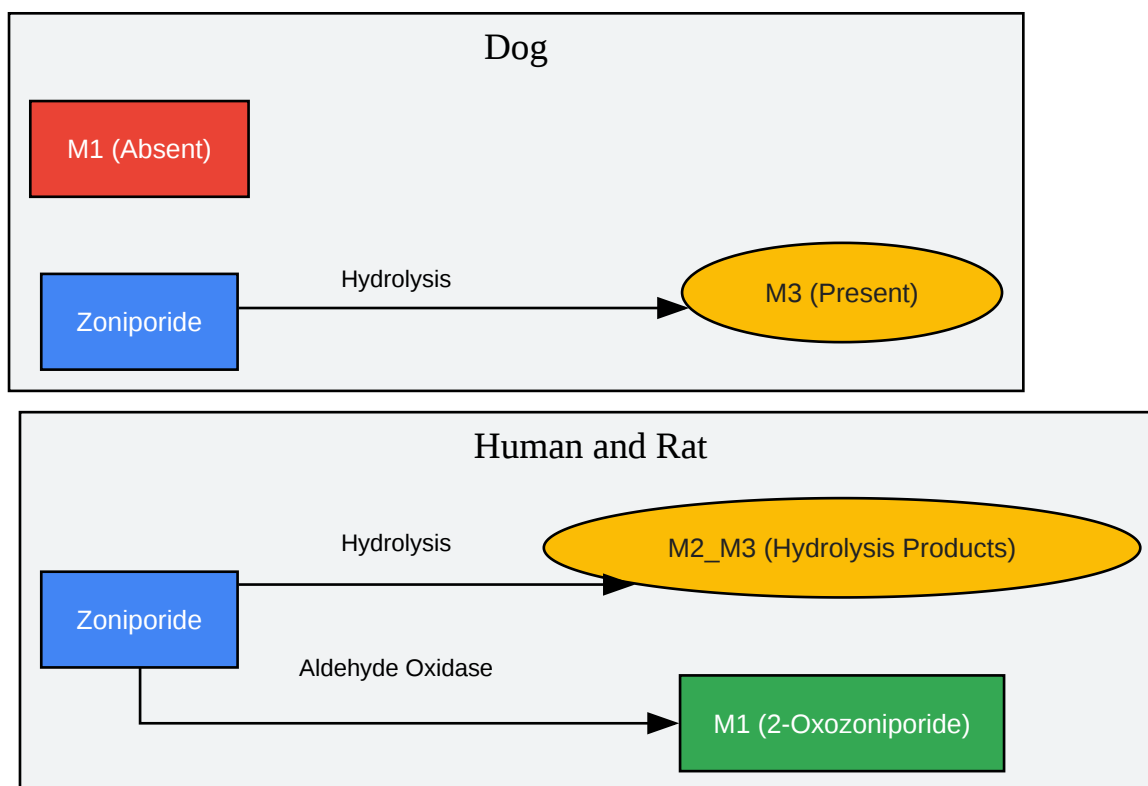 Dog
M1 (Absent)
Hydrolysis
Zoniporide
M3 (Present)
Human and Rat
Hydrolysis
M2_M3 (Hydrolysis Products)
Zoniporide
Aldehyde Oxidase
M1 (2-Oxozoniporide)